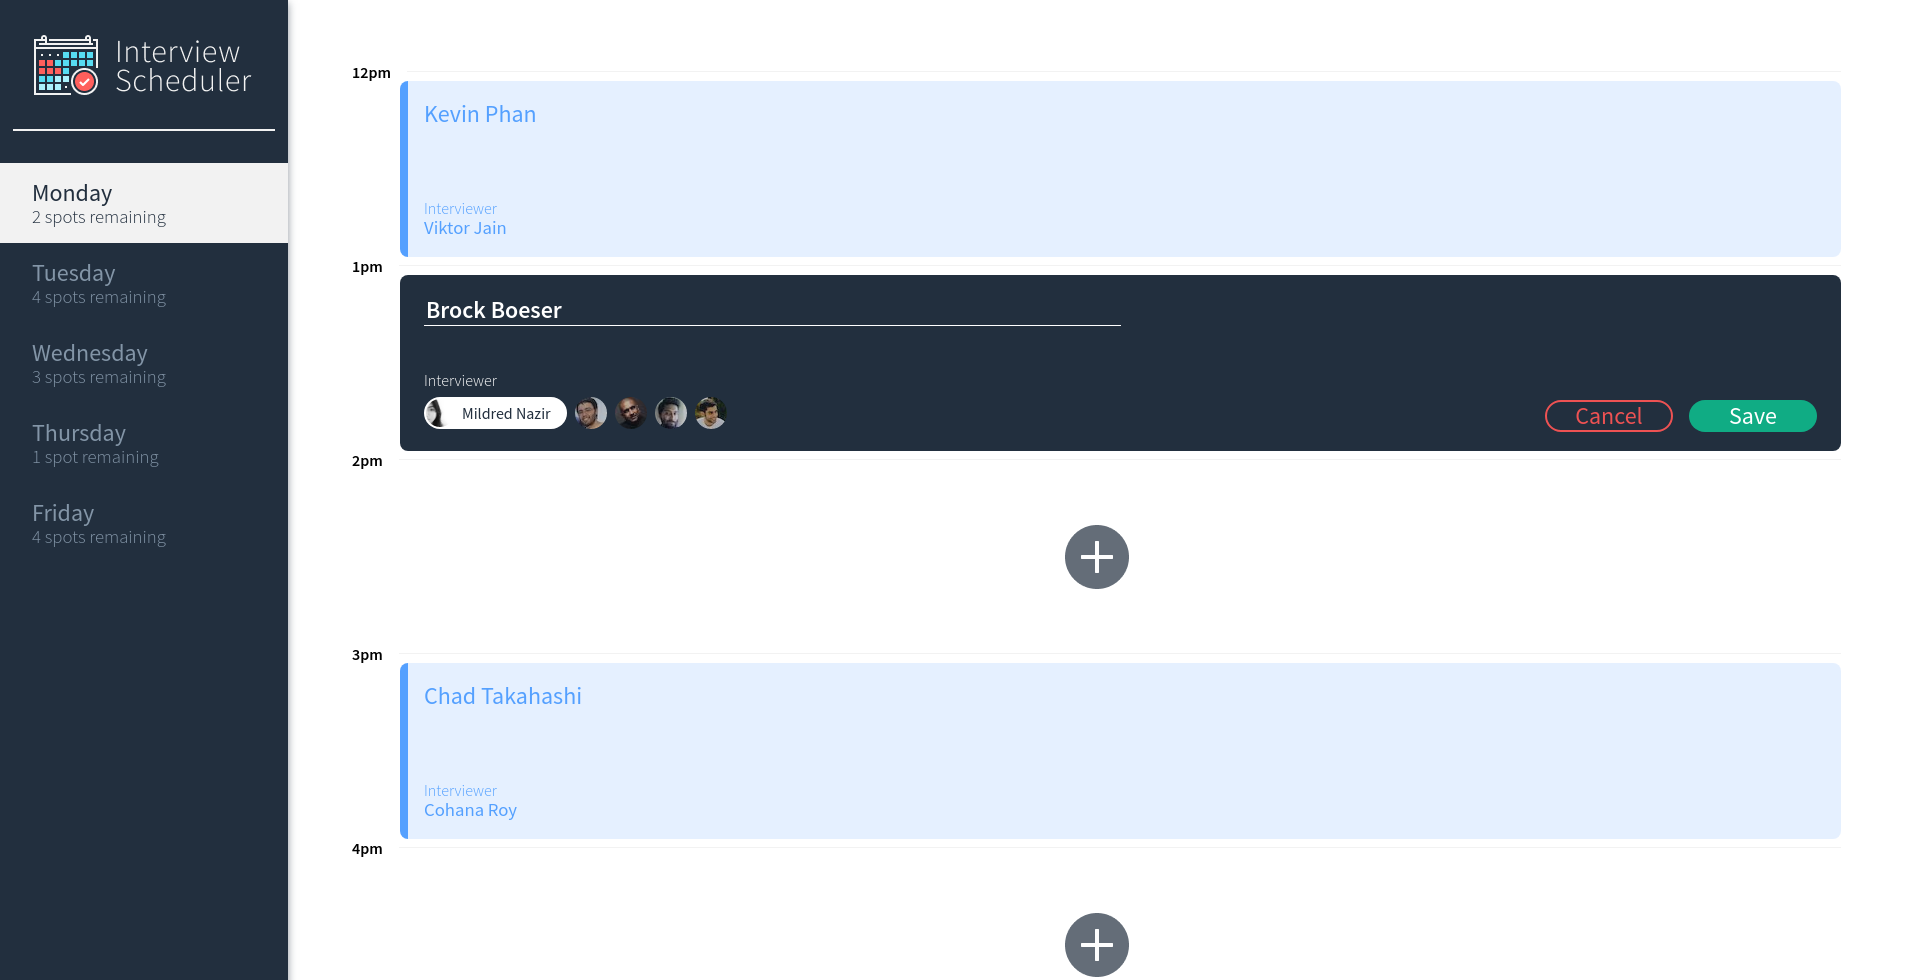 Interview
Scheduler
Monday
2 spots remaining
Tuesday
4 spots remaining
Wednesday
3 spots remaining
Thursday
1 spot remaining
Friday
4 spots remaining
12pm
Kevin Phan
Interviewer
Viktor Jain
1pm
Brock Boeser
Interviewer
Mildred Nazir
Cancel Save
2pm
3pm
Chad Takahashi
Interviewer
Cohana Roy
4pm